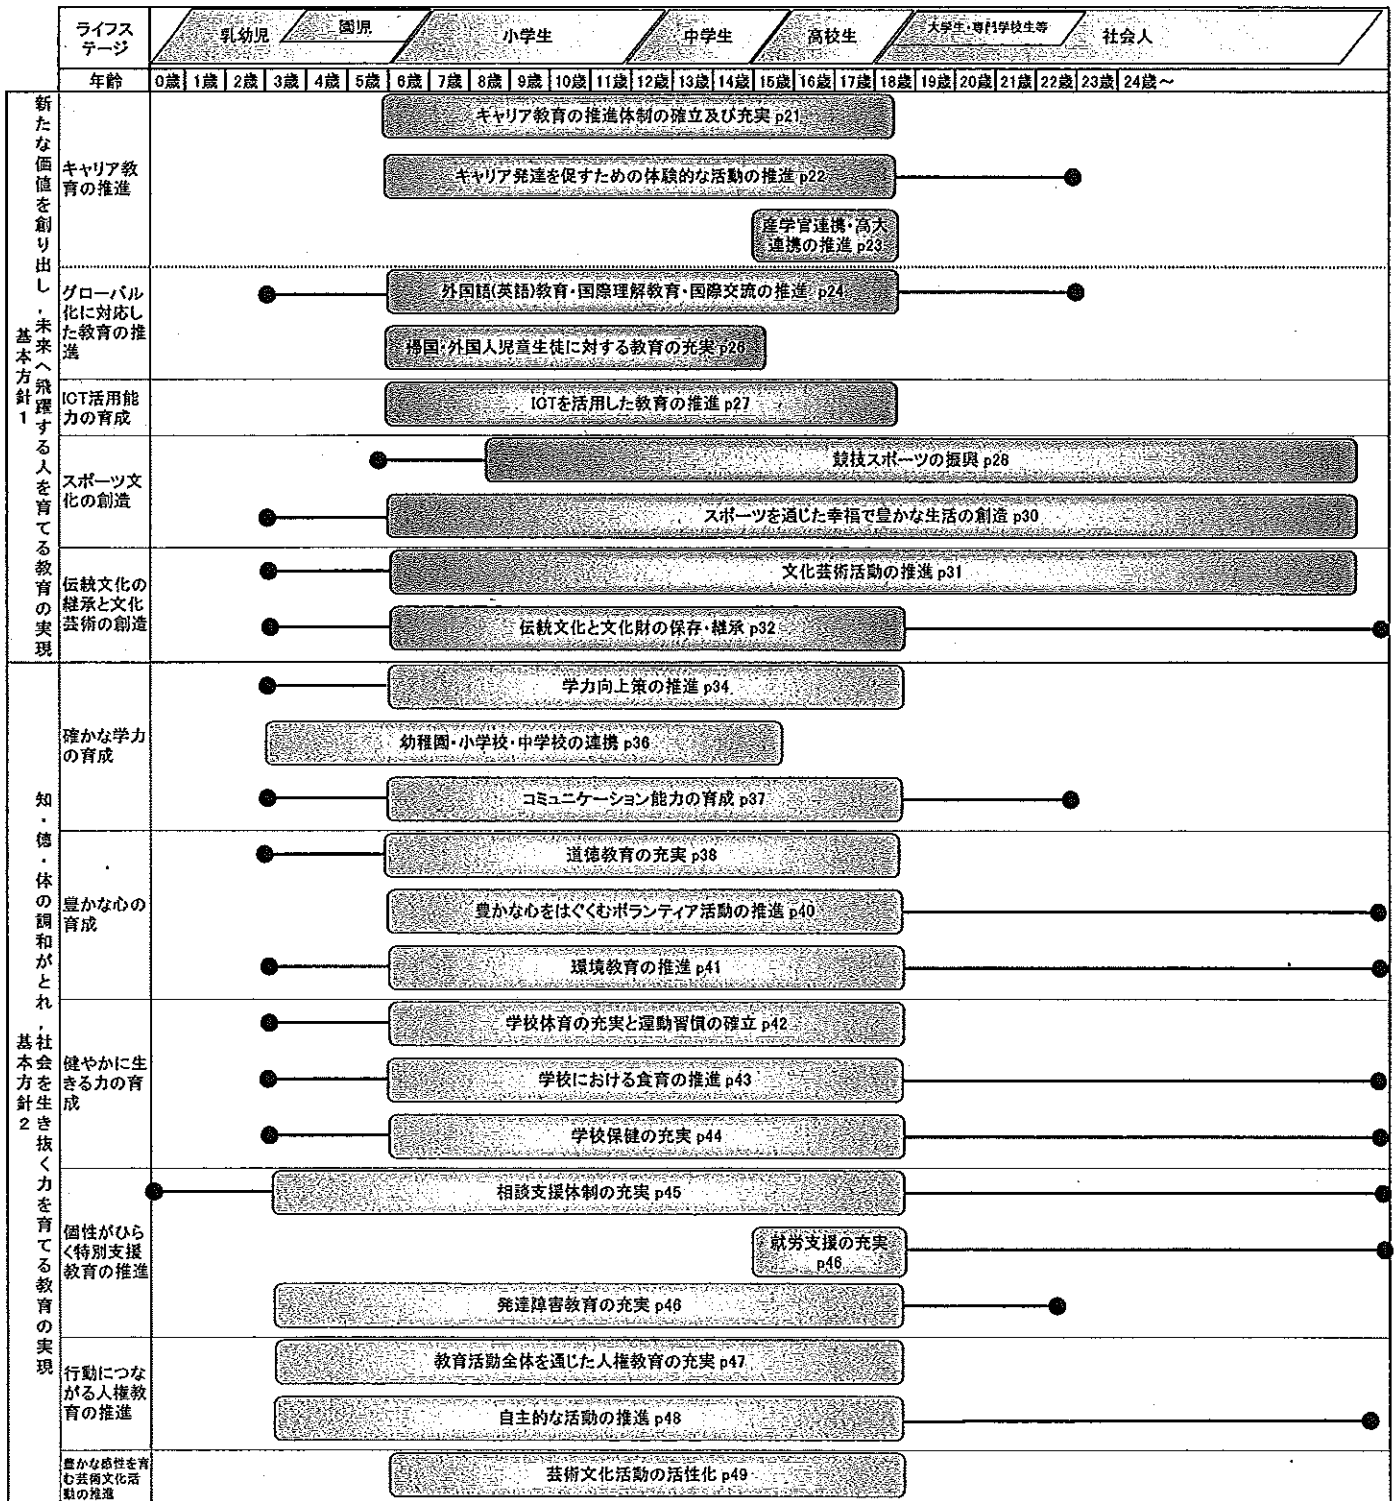 ライフス
テージ
乳幼児
園児
小学生
中学生
高校生
大学生・専門学校生等
社会人
年齢
0歳 1歳 2歳 3歳 4歳 5歳 6歳 7歳 8歳 9歳 10歳 11歳 12歳 13歳 14歳 15歳 16歳 17歳 18歳 19歳 20歳 21歳 22歳 23歳 24歳～
基本方針1
新たな価値を創り出し,未来へ飛躍する人を育てる教育の実現
キャリア教
育の推進
キャリア教育の推進体制の確立及び充実 p21
キャリア発達を促すための体験的な活動の推進 p22
産学官連携・高大
連携の推進 p23
グローバル
化に対応し
た教育の推
進
外国語(英語)教育・国際理解教育・国際交流の推進 p24
帰国・外国人児童生徒に対する教育の充実 p26
ICT活用能
力の育成
ICTを活用した教育の推進 p27
スポーツ文
化の創造
競技スポーツの振興 p28
スポーツを通じた幸福で豊かな生活の創造 p30
伝統文化の
継承と文化
芸術の創造
文化芸術活動の推進 p31
伝統文化と文化財の保存・継承 p32
基本方針2
知・徳・体の調和がとれ,社会を生き抜く力を育てる教育の実現
確かな学力
の育成
学力向上策の推進 p34
幼稚園・小学校・中学校の連携 p36
コミュニケーション能力の育成 p37
豊かな心の
育成
道徳教育の充実 p38
豊かな心をはぐくむボランティア活動の推進 p40
環境教育の推進 p41
健やかに生
きる力の育
成
学校体育の充実と運動習慣の確立 p42
学校における食育の推進 p43
学校保健の充実 p44
個性がひら
く特別支援
教育の推進
相談支援体制の充実 p45
就労支援の充実
p46
発達障害教育の充実 p46
行動につな
がる人権教
育の推進
教育活動全体を通じた人権教育の充実 p47
自主的な活動の推進 p48
豊かな感性を育
む芸術文化活
動の推進
芸術文化活動の活性化 p49